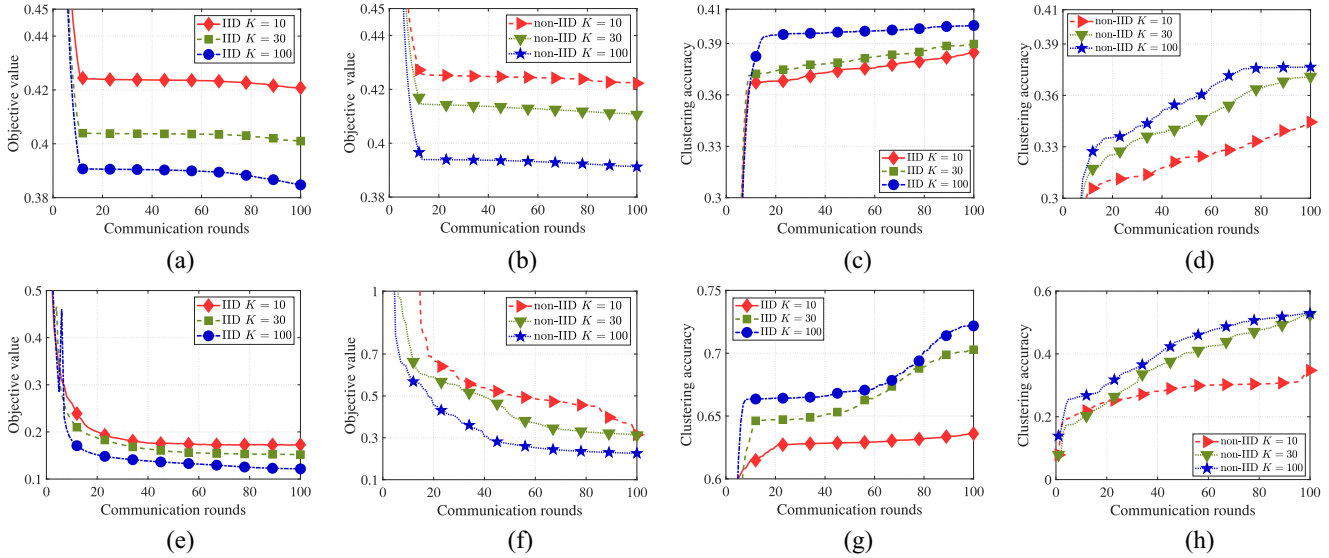 0.45
0.42
0.4
0.38
0 20 40 60 80 100
Objective value
Communication rounds
IID K = 10
IID K = 30
IID K = 100
(a)
0.45
0.42
0.4
0.38
0 20 40 60 80 100
Objective value
Communication rounds
non-IID K = 10
non-IID K = 30
non-IID K = 100
(b)
0.41
0.39
0.36
0.33
0.3
0 20 40 60 80 100
Clustering accuracy
Communication rounds
IID K = 10
IID K = 30
IID K = 100
(c)
0.41
0.39
0.36
0.33
0.3
0 20 40 60 80 100
Clustering accuracy
Communication rounds
non-IID K = 10
non-IID K = 30
non-IID K = 100
(d)
0.5
0.4
0.3
0.2
0.1
0 20 40 60 80 100
Objective value
Communication rounds
IID K = 10
IID K = 30
IID K = 100
(e)
1
0.7
0.5
0.3
0.1
0 20 40 60 80 100
Objective value
Communication rounds
non-IID K = 10
non-IID K = 30
non-IID K = 100
(f)
0.75
0.7
0.65
0.6
0 20 40 60 80 100
Clustering accuracy
Communication rounds
IID K = 10
IID K = 30
IID K = 100
(g)
0.6
0.4
0.2
0
0 20 40 60 80 100
Clustering accuracy
Communication rounds
non-IID K = 10
non-IID K = 30
non-IID K = 100
(h)